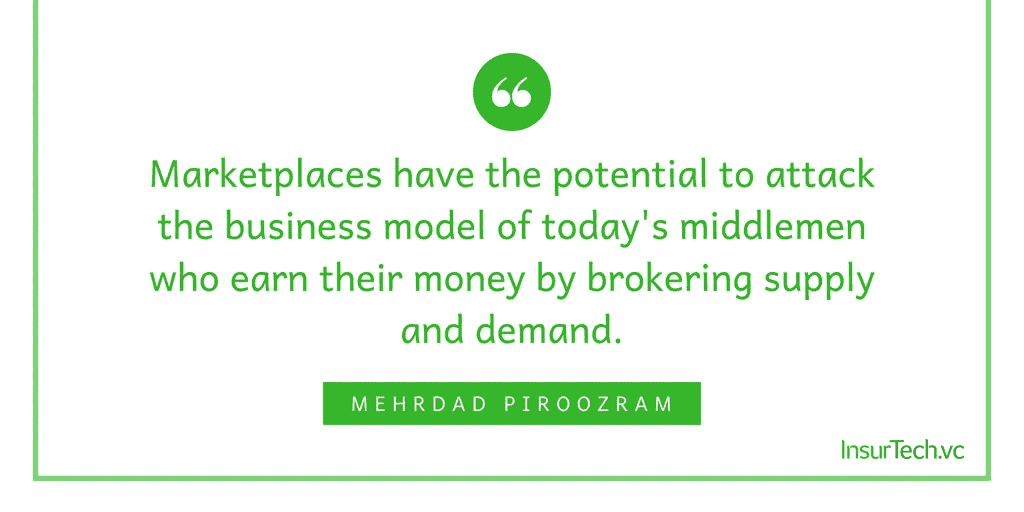 Marketplaces have the potential to attack
the business model of today's middlemen
who earn their money by brokering supply
and demand.
MEHRDAD PIROOZRAM
InsurTech.vc